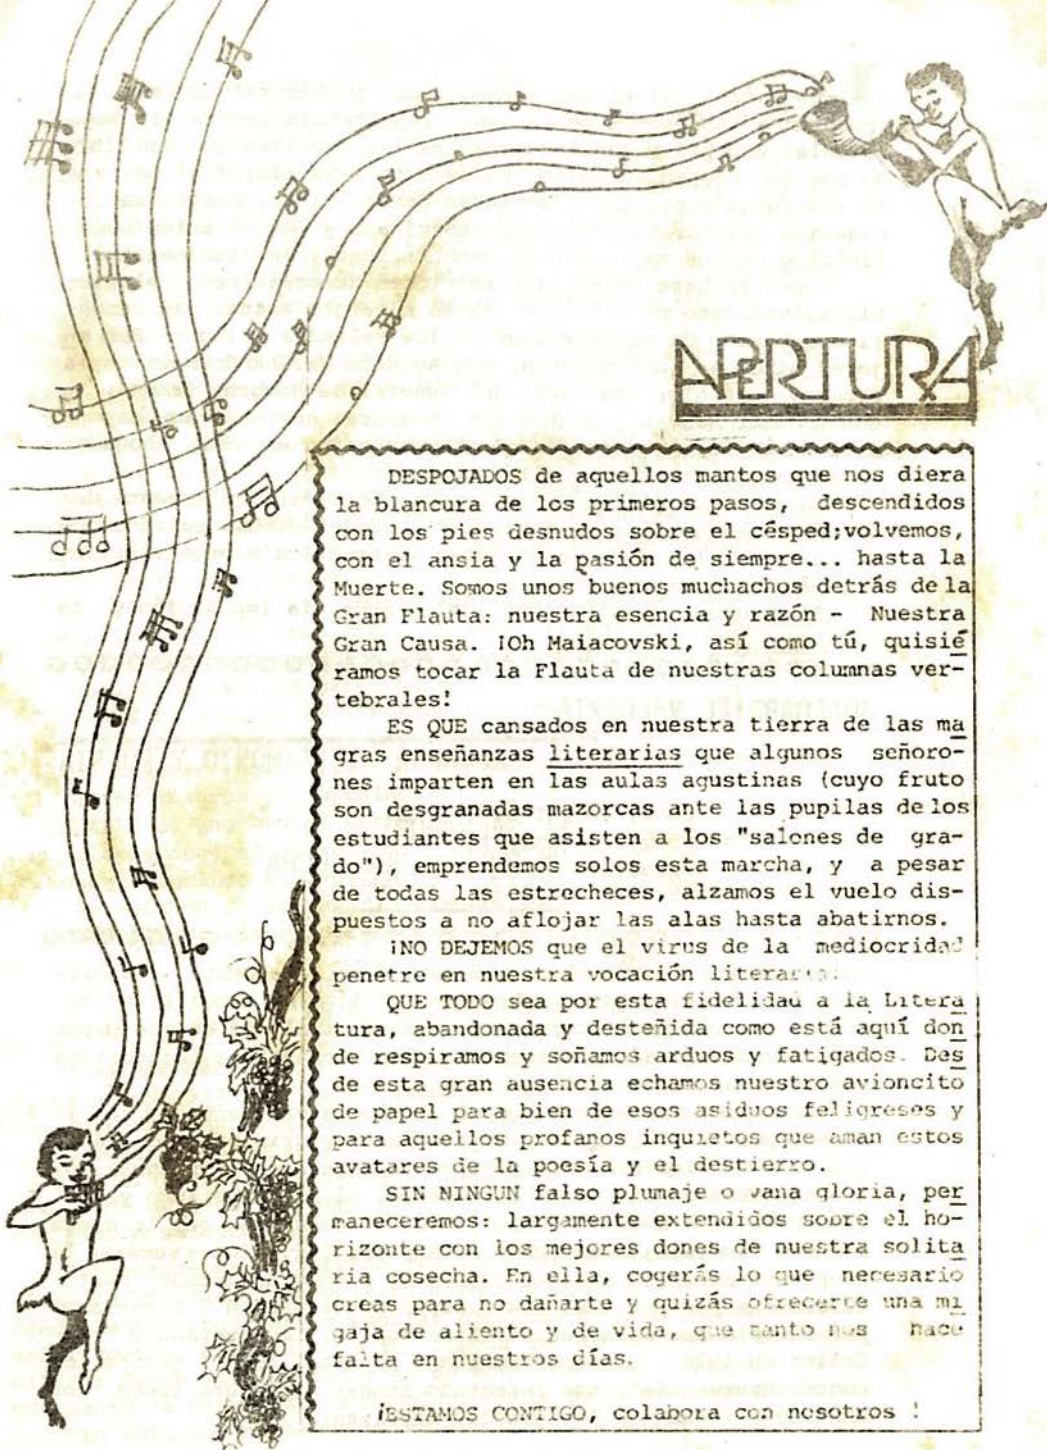 APERTURA
DESPOJADOS de aquellos mantos que nos diera
la blancura de los primeros pasos, descendidos
con los pies desnudos sobre el césped;volvemos,
con el ansia y la pasión de siempre... hasta la
Muerte. Somos unos buenos muchachos detrás de la
Gran Flauta: nuestra esencia y razón - Nuestra
Gran Causa. ¡Oh Maiacovski, así como tú, quisié
ramos tocar la Flauta de nuestras columnas ver-
tebrales!
ES QUE cansados en nuestra tierra de las ma
gras enseñanzas literarias que algunos señoro-
nes imparten en las aulas agustinas (cuyo fruto
son desgranadas mazorcas ante las pupilas de los
estudiantes que asisten a los "salones de gra-
do"), emprendemos solos esta marcha, y a pesar
de todas las estrecheces, alzamos el vuelo dis-
puestos a no aflojar las alas hasta abatirnos.
¡NO DEJEMOS que el virus de la mediocridad
penetre en nuestra vocación literaria.
QUE TODO sea por esta fidelidad a la Litera
tura, abandonada y desteñida como está aquí don
de respiramos y soñamos arduos y fatigados. Des
de esta gran ausencia echamos nuestro avioncito
de papel para bien de esos asiduos feligreses y
para aquellos profanos inquietos que aman estos
avatares de la poesía y el destierro.
SIN NINGUN falso plumaje o vana gloria, per
maneceremos: largamente extendidos sobre el ho-
rizonte con los mejores dones de nuestra solita
ria cosecha. En ella, cogerás lo que necesario
creas para no dañarte y quizás ofrecerte una mi
gaja de aliento y de vida, que tanto nos hace
falta en nuestros días.
¡ESTAMOS CONTIGO, colabora con nosotros !